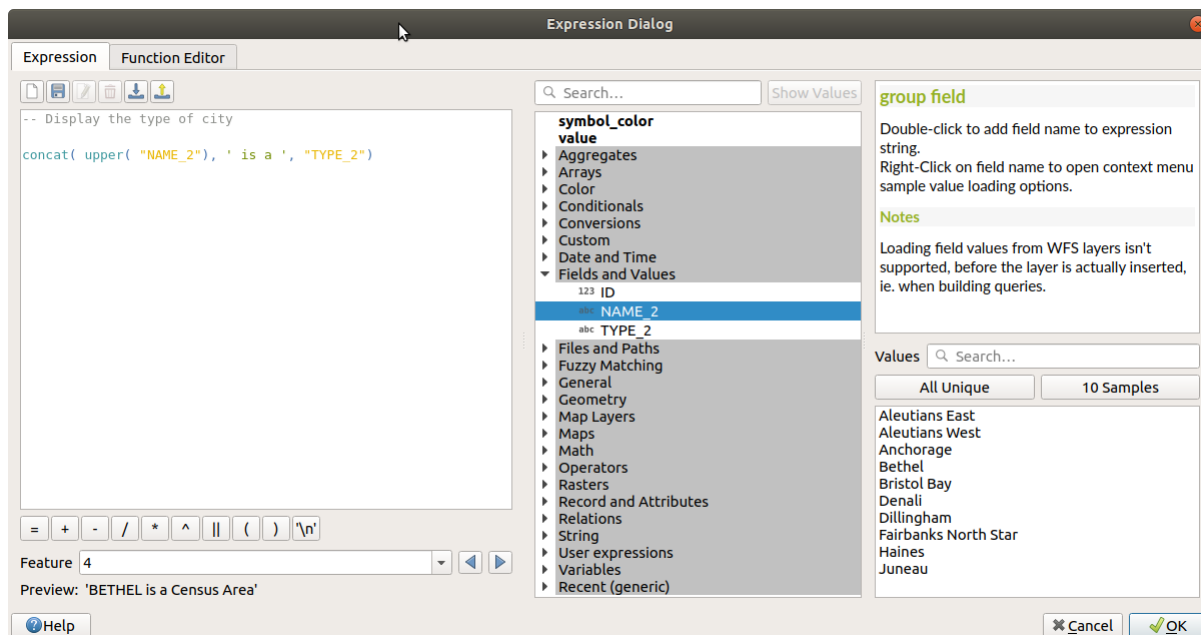 Expression Dialog
Expression
Function Editor
-- Display the type of city
concat( upper( "NAME_2"), ' is a ', "TYPE_2")
=
+
-
/
*
^
||
(
)
'\n'
Feature 4
Preview: 'BETHEL is a Census Area'
Help
Search...
Show Values
symbol_color
value
Aggregates
Arrays
Color
Conditionals
Conversions
Custom
Date and Time
Fields and Values
123 ID
abc NAME_2
abc TYPE_2
Files and Paths
Fuzzy Matching
General
Geometry
Map Layers
Maps
Math
Operators
Rasters
Record and Attributes
Relations
String
User expressions
Variables
Recent (generic)
group field
Double-click to add field name to expression
string.
Right-Click on field name to open context menu
sample value loading options.
Notes
Loading field values from WFS layers isn't
supported, before the layer is actually inserted,
ie. when building queries.
Values Search...
All Unique
10 Samples
Aleutians East
Aleutians West
Anchorage
Bethel
Bristol Bay
Denali
Dillingham
Fairbanks North Star
Haines
Juneau
Cancel
OK